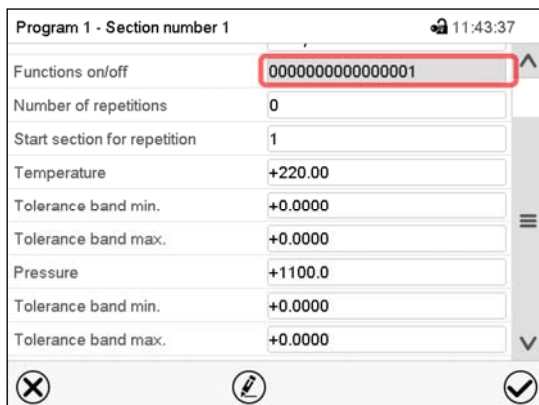 Program 1 - Section number 1 11:43:37
Functions on/off 0000000000000001
Number of repetitions 0
Start section for repetition 1
Temperature +220.00
Tolerance band min. +0.0000
Tolerance band max. +0.0000
Pressure +1100.0
Tolerance band min. +0.0000
Tolerance band max. +0.0000